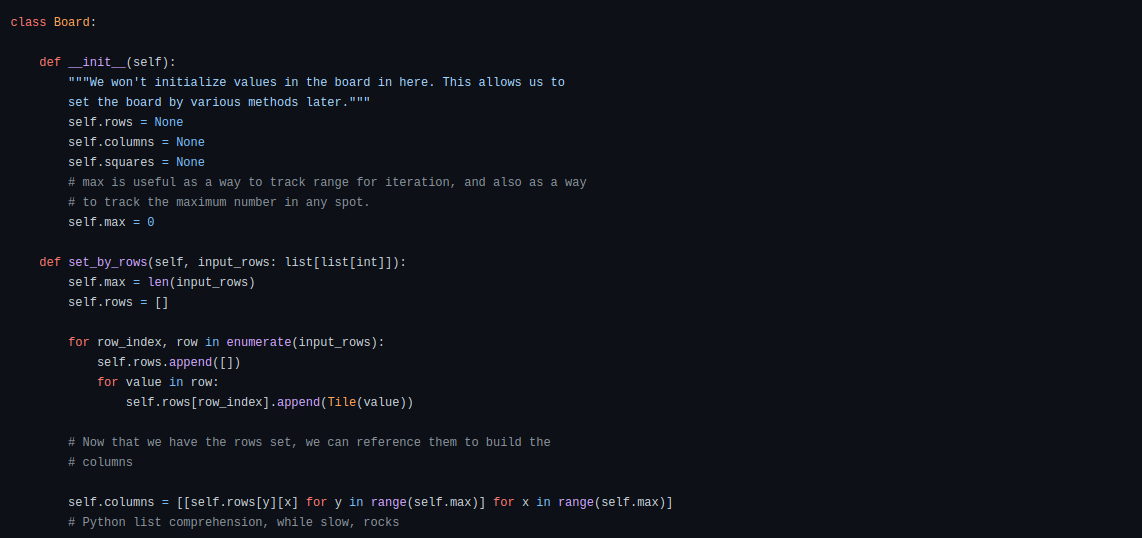 class Board:
    def __init__(self):
        """We won't initialize values in the board in here. This allows us to
        set the board by various methods later."""
        self.rows = None
        self.columns = None
        self.squares = None
        # max is useful as a way to track range for iteration, and also as a way
        # to track the maximum number in any spot.
        self.max = 0
    def set_by_rows(self, input_rows: list[list[int]]):
        self.max = len(input_rows)
        self.rows = []
        for row_index, row in enumerate(input_rows):
            self.rows.append([])
            for value in row:
                self.rows[row_index].append(Tile(value))
        # Now that we have the rows set, we can reference them to build the
        # columns
        self.columns = [[self.rows[y][x] for y in range(self.max)] for x in range(self.max)]
        # Python list comprehension, while slow, rocks